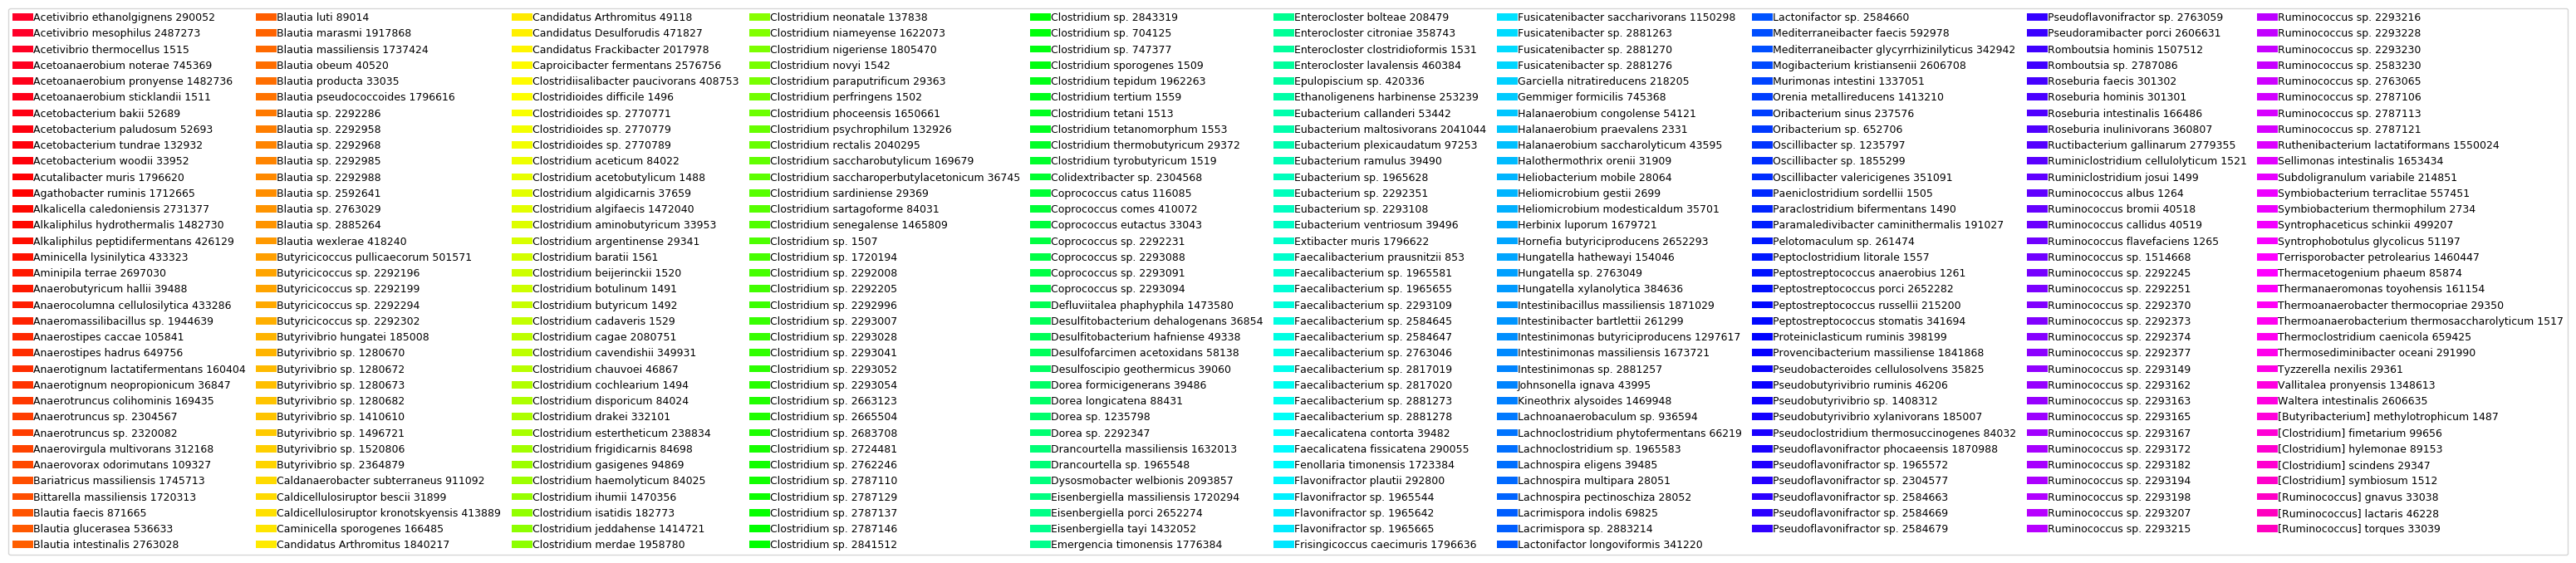 Acetivibrio ethanolgignens 290052
Acetivibrio mesophilus 2487273
Acetivibrio thermocellus 1515
Acetoanaerobium noterae 745369
Acetoanaerobium pronyense 1482736
Acetoanaerobium sticklandii 1511
Acetobacterium bakii 52689
Acetobacterium paludosum 52693
Acetobacterium tundrae 132932
Acetobacterium woodii 33952
Acutalibacter muris 1796620
Agathobacter ruminis 1712665
Alkalicella caledoniensis 2731377
Alkaliphilus hydrothermalis 1482730
Alkaliphilus peptidifermentans 426129
Aminicella lysinilytica 433323
Aminipila terrae 2697030
Anaerobutyricum hallii 39488
Anaerocolumna cellulosilytica 433286
Anaeromassilibacillus sp. 1944639
Anaerostipes caccae 105841
Anaerostipes hadrus 649756
Anaerotignum lactatifermentans 160404
Anaerotignum neopropionicum 36847
Anaerotruncus colihominis 169435
Anaerotruncus sp. 2304567
Anaerotruncus sp. 2320082
Anaerovirgula multivorans 312168
Anaerovorax odorimutans 109327
Bariatricus massiliensis 1745713
Bittarella massiliensis 1720313
Blautia faecis 871665
Blautia glucerasea 536633
Blautia intestinalis 2763028
Blautia luti 89014
Blautia marasmi 1917868
Blautia massiliensis 1737424
Blautia obeum 40520
Blautia producta 33035
Blautia pseudococcoides 1796616
Blautia sp. 2292286
Blautia sp. 2292958
Blautia sp. 2292968
Blautia sp. 2292985
Blautia sp. 2292988
Blautia sp. 2592641
Blautia sp. 2763029
Blautia sp. 2885264
Blautia wexlerae 418240
Butyricicoccus pullicaecorum 501571
Butyricicoccus sp. 2292196
Butyricicoccus sp. 2292199
Butyricicoccus sp. 2292294
Butyricicoccus sp. 2292302
Butyrivibrio hungatei 185008
Butyrivibrio sp. 1280670
Butyrivibrio sp. 1280672
Butyrivibrio sp. 1280673
Butyrivibrio sp. 1280682
Butyrivibrio sp. 1410610
Butyrivibrio sp. 1496721
Butyrivibrio sp. 1520806
Butyrivibrio sp. 2364879
Caldanaerobacter subterraneus 911092
Caldicellulosiruptor bescii 31899
Caldicellulosiruptor kronotskyensis 413889
Caminicella sporogenes 166485
Candidatus Arthromitus 1840217
Candidatus Arthromitus 49118
Candidatus Desulforudis 471827
Candidatus Frackibacter 2017978
Caproicibacter fermentans 2576756
Clostridiisalibacter paucivorans 408753
Clostridioides difficile 1496
Clostridioides sp. 2770771
Clostridioides sp. 2770779
Clostridioides sp. 2770789
Clostridium aceticum 84022
Clostridium acetobutylicum 1488
Clostridium algidicarnis 37659
Clostridium algifaecis 1472040
Clostridium aminobutyricum 33953
Clostridium argentinense 29341
Clostridium baratii 1561
Clostridium beijerinckii 1520
Clostridium botulinum 1491
Clostridium butyricum 1492
Clostridium cadaveris 1529
Clostridium cagae 2080751
Clostridium cavendishii 349931
Clostridium chauvoei 46867
Clostridium cochlearium 1494
Clostridium disporicum 84024
Clostridium drakei 332101
Clostridium estertheticum 238834
Clostridium frigidicarnis 84698
Clostridium gasigenes 94869
Clostridium haemolyticum 84025
Clostridium ihumii 1470356
Clostridium isatidis 182773
Clostridium jeddahense 1414721
Clostridium merdae 1958780
Clostridium neonatale 137838
Clostridium niameyense 1622073
Clostridium nigeriense 1805470
Clostridium novyi 1542
Clostridium paraputrificum 29363
Clostridium perfringens 1502
Clostridium phoceensis 1650661
Clostridium psychrophilum 132926
Clostridium rectalis 2040295
Clostridium saccharobutylicum 169679
Clostridium saccharoperbutylacetonicum 36745
Clostridium sardiniense 29369
Clostridium sartagoforme 84031
Clostridium senegalense 1465809
Clostridium sp. 1507
Clostridium sp. 1720194
Clostridium sp. 2292008
Clostridium sp. 2292205
Clostridium sp. 2292996
Clostridium sp. 2293007
Clostridium sp. 2293028
Clostridium sp. 2293041
Clostridium sp. 2293052
Clostridium sp. 2293054
Clostridium sp. 2663123
Clostridium sp. 2665504
Clostridium sp. 2683708
Clostridium sp. 2724481
Clostridium sp. 2762246
Clostridium sp. 2787110
Clostridium sp. 2787129
Clostridium sp. 2787137
Clostridium sp. 2787146
Clostridium sp. 2841512
Clostridium sp. 2843319
Clostridium sp. 704125
Clostridium sp. 747377
Clostridium sporogenes 1509
Clostridium tepidum 1962263
Clostridium tertium 1559
Clostridium tetani 1513
Clostridium tetanomorphum 1553
Clostridium thermobutyricum 29372
Clostridium tyrobutyricum 1519
Colidextribacter sp. 2304568
Coprococcus catus 116085
Coprococcus comes 410072
Coprococcus eutactus 33043
Coprococcus sp. 2292231
Coprococcus sp. 2293088
Coprococcus sp. 2293091
Coprococcus sp. 2293094
Defluviitalea phaphyphila 1473580
Desulfitobacterium dehalogenans 36854
Desulfitobacterium hafniense 49338
Desulfofarcimen acetoxidans 58138
Desulfoscipio geothermicus 39060
Dorea formicigenerans 39486
Dorea longicatena 88431
Dorea sp. 1235798
Dorea sp. 2292347
Drancourtella massiliensis 1632013
Drancourtella sp. 1965548
Dysosmobacter welbionis 2093857
Eisenbergiella massiliensis 1720294
Eisenbergiella porci 2652274
Eisenbergiella tayi 1432052
Emergencia timonensis 1776384
Enterocloster bolteae 208479
Enterocloster citroniae 358743
Enterocloster clostridioformis 1531
Enterocloster lavalensis 460384
Epulopiscium sp. 420336
Ethanoligenens harbinense 253239
Eubacterium callanderi 53442
Eubacterium maltosivorans 2041044
Eubacterium plexicaudatum 97253
Eubacterium ramulus 39490
Eubacterium sp. 1965628
Eubacterium sp. 2292351
Eubacterium sp. 2293108
Eubacterium ventriosum 39496
Extibacter muris 1796622
Faecalibacterium prausnitzii 853
Faecalibacterium sp. 1965581
Faecalibacterium sp. 1965655
Faecalibacterium sp. 2293109
Faecalibacterium sp. 2584645
Faecalibacterium sp. 2584647
Faecalibacterium sp. 2763046
Faecalibacterium sp. 2817019
Faecalibacterium sp. 2817020
Faecalibacterium sp. 2881273
Faecalibacterium sp. 2881278
Faecalicatena contorta 39482
Faecalicatena fissicatena 290055
Fenollaria timonensis 1723384
Flavonifractor plautii 292800
Flavonifractor sp. 1965544
Flavonifractor sp. 1965642
Flavonifractor sp. 1965665
Frisingicoccus caecimuris 1796636
Fusicatenibacter saccharivorans 1150298
Fusicatenibacter sp. 2881263
Fusicatenibacter sp. 2881270
Fusicatenibacter sp. 2881276
Garciella nitratireducens 218205
Gemmiger formicilis 745368
Halanaerobium congolense 54121
Halanaerobium praevalens 2331
Halanaerobium saccharolyticum 43595
Halothermothrix orenii 31909
Heliobacterium mobile 28064
Heliomicrobium gestii 2699
Heliomicrobium modesticaldum 35701
Herbinix luporum 1679721
Hornefia butyriciproducens 2652293
Hungatella hathewayi 154046
Hungatella sp. 2763049
Hungatella xylanolytica 384636
Intestinibacillus massiliensis 1871029
Intestinibacter bartlettii 261299
Intestinimonas butyriciproducens 1297617
Intestinimonas massiliensis 1673721
Intestinimonas sp. 2881257
Johnsonella ignava 43995
Kineothrix alysoides 1469948
Lachnoanaerobaculum sp. 936594
Lachnoclostridium phytofermentans 66219
Lachnoclostridium sp. 1965583
Lachnospira eligens 39485
Lachnospira multipara 28051
Lachnospira pectinoschiza 28052
Lacrimispora indolis 69825
Lacrimispora sp. 2883214
Lactonifactor longoviformis 341220
Lactonifactor sp. 2584660
Mediterraneibacter faecis 592978
Mediterraneibacter glycyrrhizinilyticus 342942
Mogibacterium kristiansenii 2606708
Murimonas intestini 1337051
Orenia metallireducens 1413210
Oribacterium sinus 237576
Oribacterium sp. 652706
Oscillibacter sp. 1235797
Oscillibacter sp. 1855299
Oscillibacter valericigenes 351091
Paeniclostridium sordellii 1505
Paraclostridium bifermentans 1490
Paramaledivibacter caminithermalis 191027
Pelotomaculum sp. 261474
Peptoclostridium litorale 1557
Peptostreptococcus anaerobius 1261
Peptostreptococcus porci 2652282
Peptostreptococcus russellii 215200
Peptostreptococcus stomatis 341694
Proteiniclasticum ruminis 398199
Provencibacterium massiliense 1841868
Pseudobacteroides cellulosolvens 35825
Pseudobutyrivibrio ruminis 46206
Pseudobutyrivibrio sp. 1408312
Pseudobutyrivibrio xylanivorans 185007
Pseudoclostridium thermosuccinogenes 84032
Pseudoflavonifractor phocaeensis 1870988
Pseudoflavonifractor sp. 1965572
Pseudoflavonifractor sp. 2304577
Pseudoflavonifractor sp. 2584663
Pseudoflavonifractor sp. 2584669
Pseudoflavonifractor sp. 2584679
Pseudoflavonifractor sp. 2763059
Pseudoramibacter porci 2606631
Romboutsia hominis 1507512
Romboutsia sp. 2787086
Roseburia faecis 301302
Roseburia hominis 301301
Roseburia intestinalis 166486
Roseburia inulinivorans 360807
Ructibacterium gallinarum 2779355
Ruminiclostridium cellulolyticum 1521
Ruminiclostridium josui 1499
Ruminococcus albus 1264
Ruminococcus bromii 40518
Ruminococcus callidus 40519
Ruminococcus flavefaciens 1265
Ruminococcus sp. 1514668
Ruminococcus sp. 2292245
Ruminococcus sp. 2292251
Ruminococcus sp. 2292370
Ruminococcus sp. 2292373
Ruminococcus sp. 2292374
Ruminococcus sp. 2292377
Ruminococcus sp. 2293149
Ruminococcus sp. 2293162
Ruminococcus sp. 2293163
Ruminococcus sp. 2293165
Ruminococcus sp. 2293167
Ruminococcus sp. 2293172
Ruminococcus sp. 2293182
Ruminococcus sp. 2293194
Ruminococcus sp. 2293198
Ruminococcus sp. 2293207
Ruminococcus sp. 2293215
Ruminococcus sp. 2293216
Ruminococcus sp. 2293228
Ruminococcus sp. 2293230
Ruminococcus sp. 2583230
Ruminococcus sp. 2763065
Ruminococcus sp. 2787106
Ruminococcus sp. 2787113
Ruminococcus sp. 2787121
Ruthenibacterium lactatiformans 1550024
Sellimonas intestinalis 1653434
Subdoligranulum variabile 214851
Symbiobacterium terraclitae 557451
Symbiobacterium thermophilum 2734
Syntrophaceticus schinkii 499207
Syntrophobotulus glycolicus 51197
Terrisporobacter petrolearius 1460447
Thermacetogenium phaeum 85874
Thermanaeromonas toyohensis 161154
Thermoanaerobacter thermocopriae 29350
Thermoanaerobacterium thermosaccharolyticum 1517
Thermoclostridium caenicola 659425
Thermosediminibacter oceani 291990
Tyzzerella nexilis 29361
Vallitalea pronyensis 1348613
Waltera intestinalis 2606635
[Butyribacterium] methylotrophicum 1487
[Clostridium] fimetarium 99656
[Clostridium] hylemonae 89153
[Clostridium] scindens 29347
[Clostridium] symbiosum 1512
[Ruminococcus] gnavus 33038
[Ruminococcus] lactaris 46228
[Ruminococcus] torques 33039